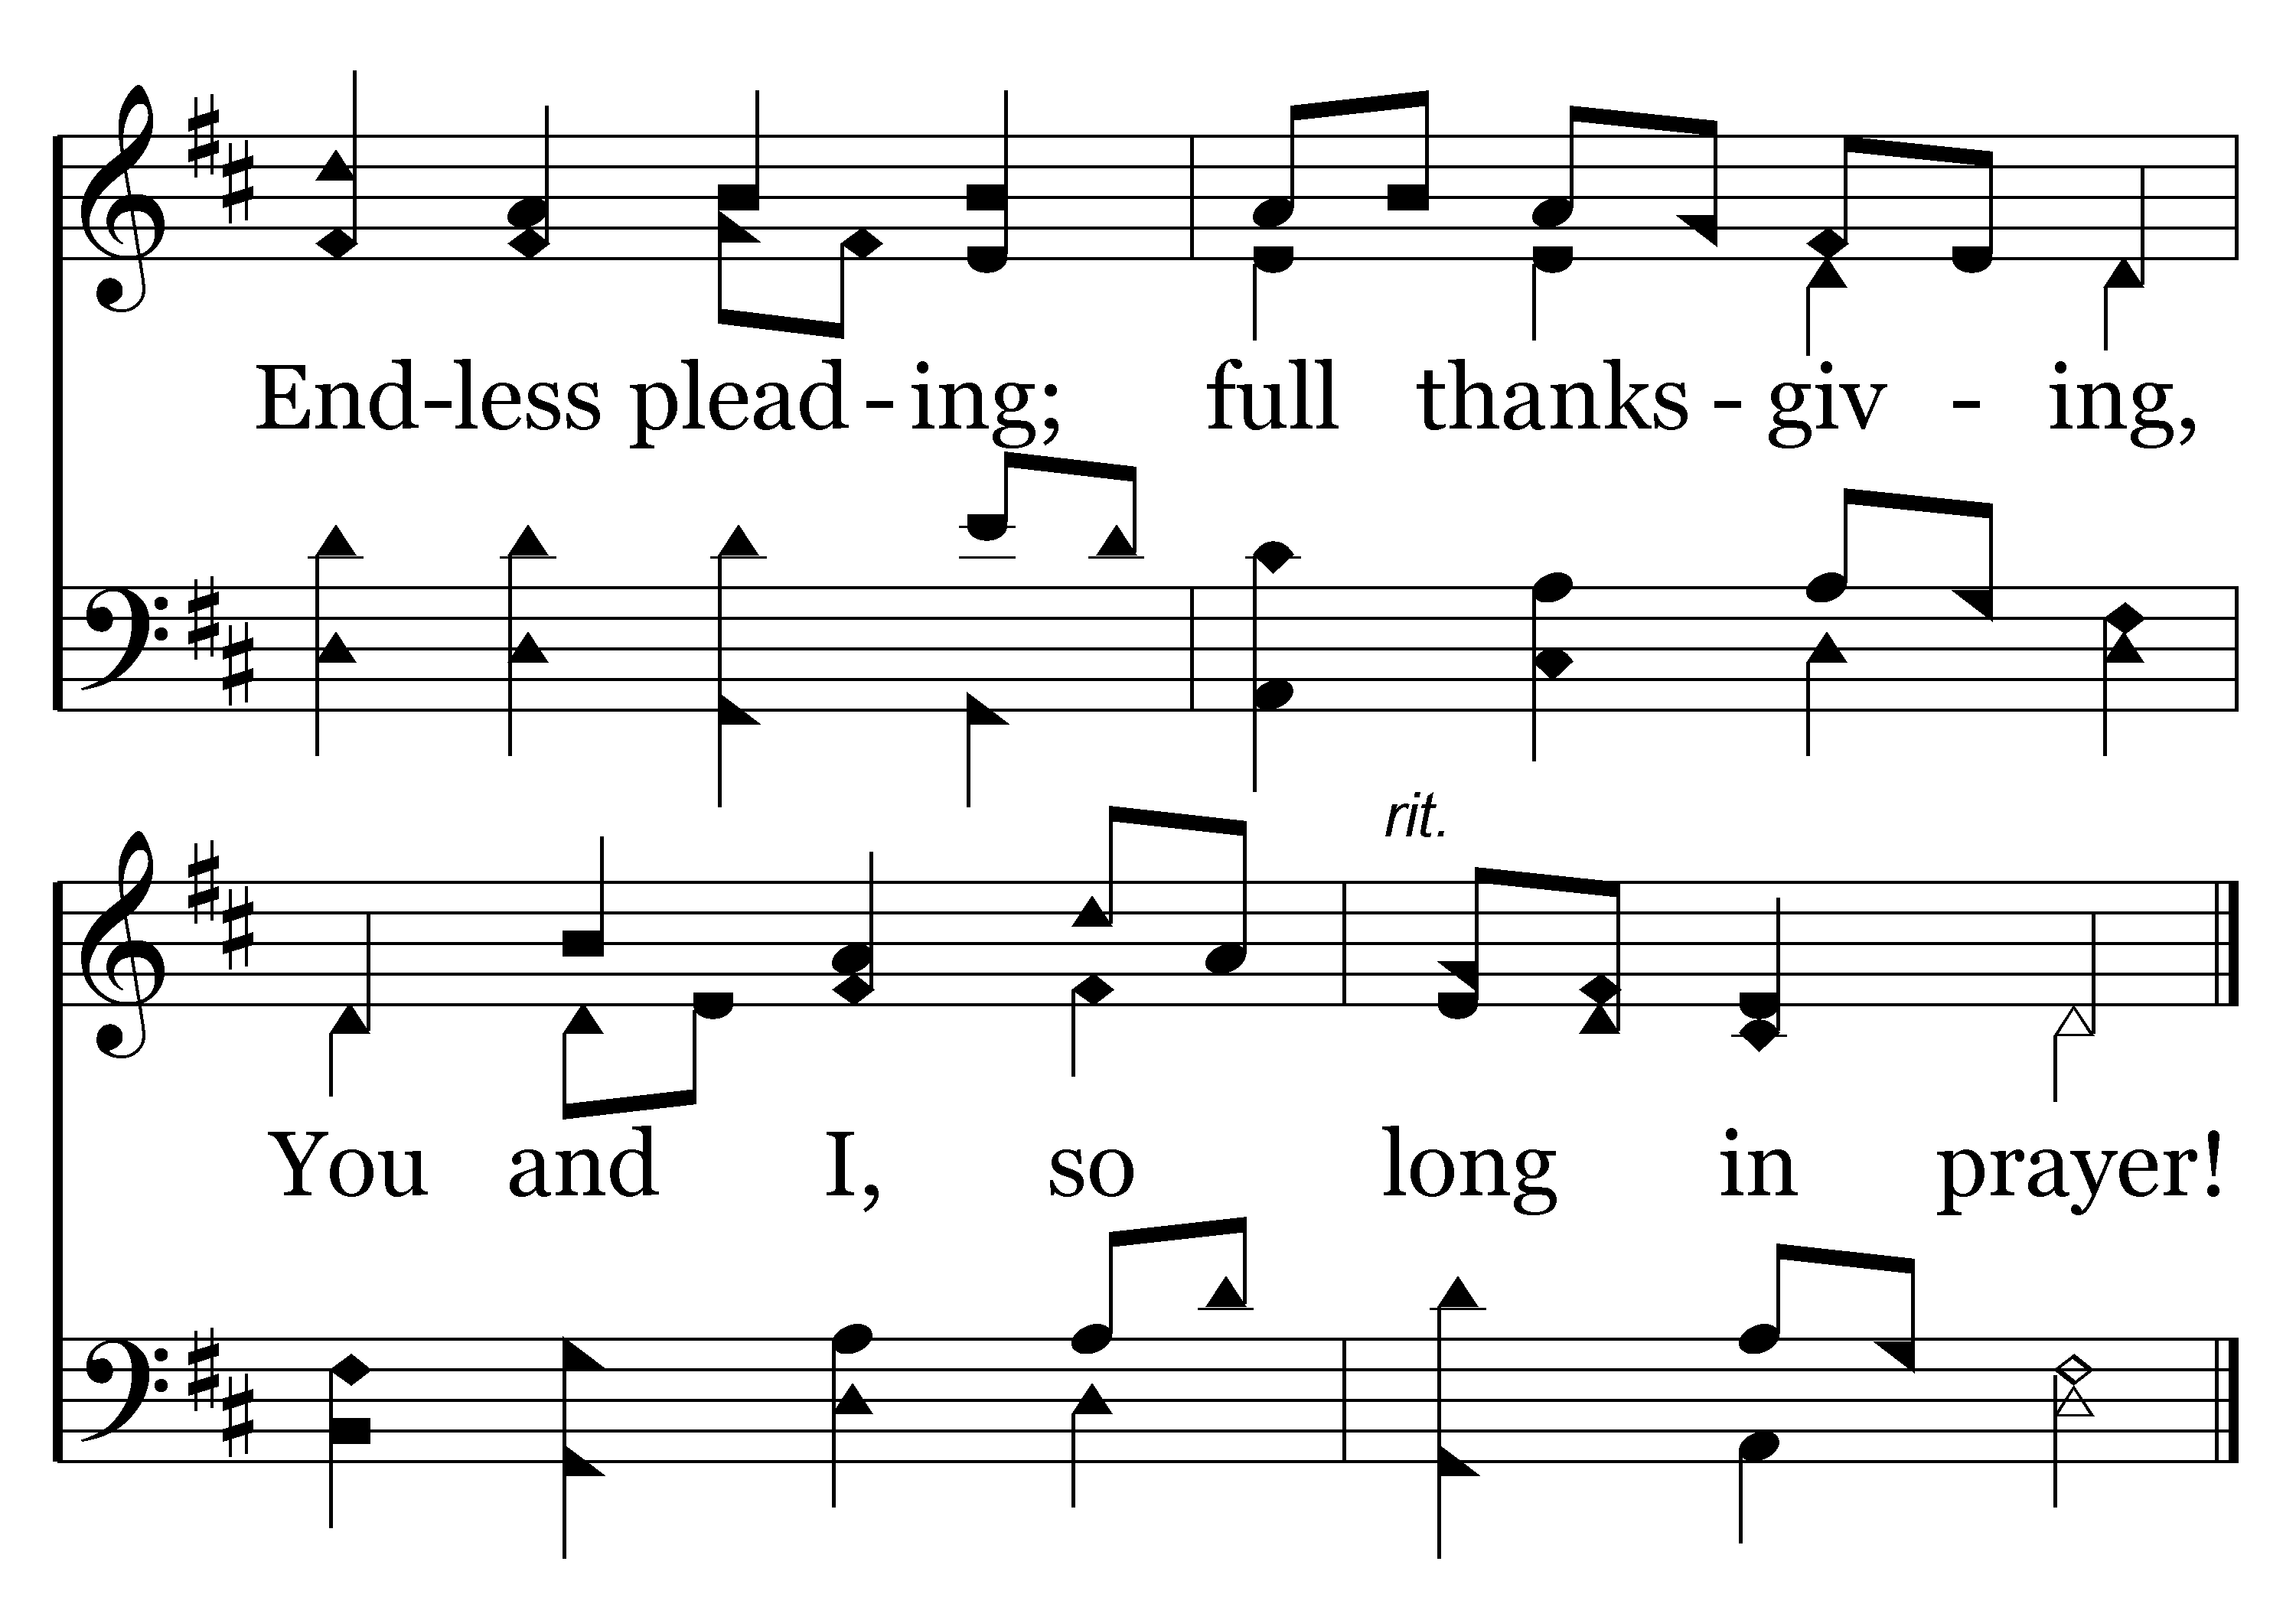 End-less plead-ing; full thanks-giv-ing,
rit.
You and I, so long in prayer!